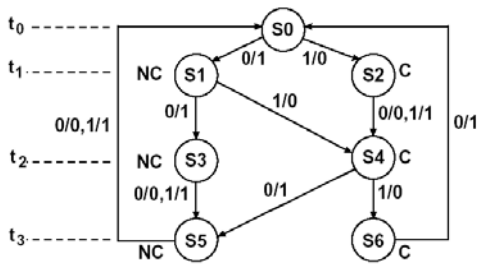 t0 S0
0/1 1/0
t1 NC S1 S2 C
0/0,1/1 0/1 1/0 0/0,1/1 0/1
t2 NC S3 S4 C
0/0,1/1 0/1 1/0
t3 NC S5 S6 C